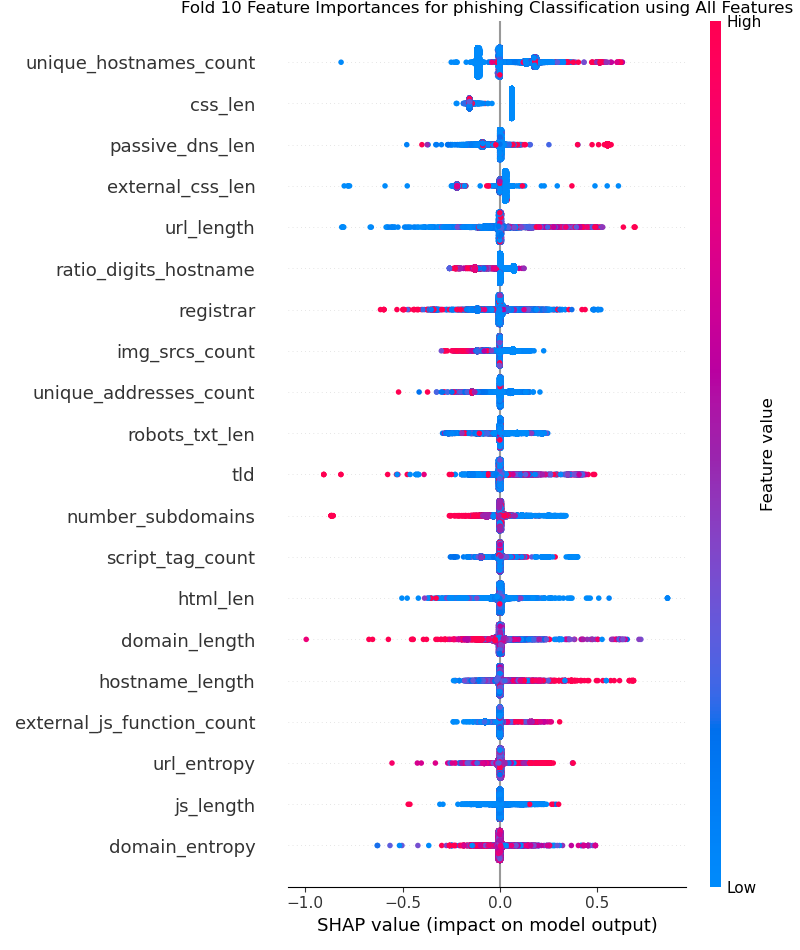 Fold 10 Feature Importances for phishing Classification using All Features
High
unique_hostnames_count
css_len
passive_dns_len
external_css_len
url_length
ratio_digits_hostname
registrar
img_srcs_count
unique_addresses_count
robots_txt_len
tld
number_subdomains
script_tag_count
html_len
domain_length
hostname_length
external_js_function_count
url_entropy
js_length
domain_entropy
Feature value
Low
−1.0 −0.5 0.0 0.5
SHAP value (impact on model output)